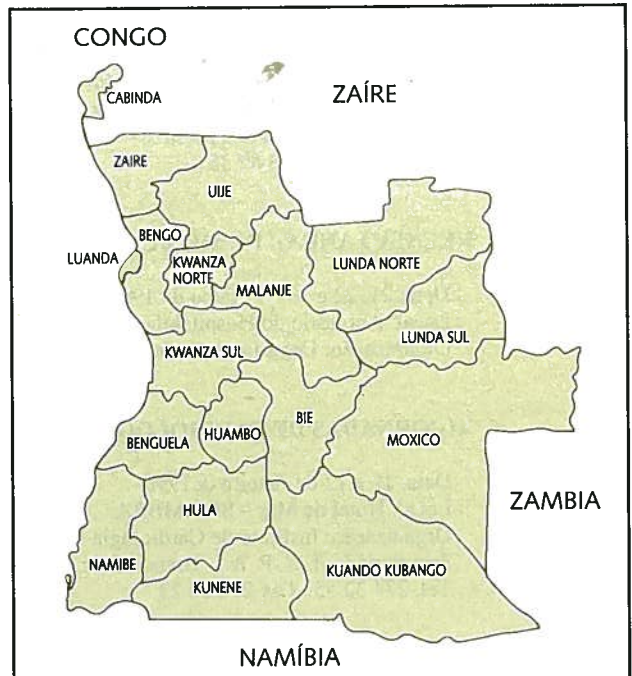 CONGO
CABINDA
ZAÍRE
ZAIRE
UIJE
BENGO
LUANDA
KWANZA
NORTE
MALANJE
LUNDA NORTE
LUNDA SUL
KWANZA SUL
BIE
MOXICO
BENGUELA
HUAMBO
ZAMBIA
HULA
NAMIBE
KUNENE
KUANDO KUBANGO
NAMÍBIA